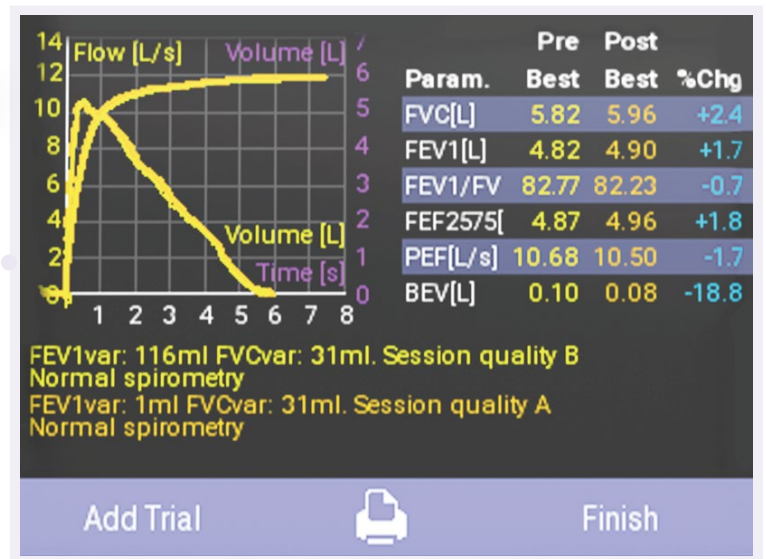 14 Flow [L/s] Volume [L] 7
12 6
10 5
8 4
6 3
4 Volume [L] 2
2 Time [s] 1
0 0
1 2 3 4 5 6 7 8
Pre Post
Param. Best Best %Chg
FVC[L] 5.82 5.96 +2.4
FEV1[L] 4.82 4.90 +1.7
FEV1/FV 82.77 82.23 -0.7
FEF2575[ 4.87 4.96 +1.8
PEF[L/s] 10.68 10.50 -1.7
BEV[L] 0.10 0.08 -18.8
FEV1var: 116ml FVCvar: 31ml. Session quality B
Normal spirometry
FEV1var: 1ml FVCvar: 31ml. Session quality A
Normal spirometry
Add Trial Finish